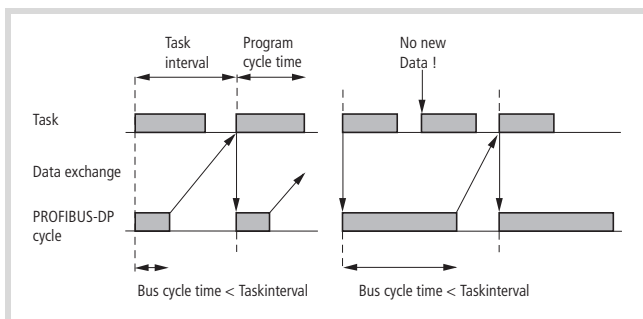 Task
interval
Program
cycle time
No new
Data !
Task
Data exchange
PROFIBUS-DP
cycle
Bus cycle time < Taskinterval
Bus cycle time < Taskinterval